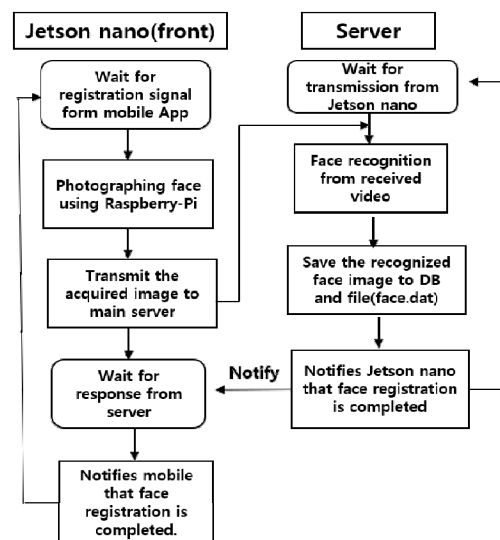 Jetson nano(front)
Wait for
registration signal
form mobile App
Photographing face
using Raspberry-Pi
Transmit the
acquired image to
main server
Wait for
response from
server
Notifies mobile
that face
registration is
completed.
Server
Wait for
transmission from
Jetson nano
Face recognition
from received
video
Save the recognized
face image to DB
and file(face.dat)
Notify
Notifies Jetson nano
that face registration
is completed